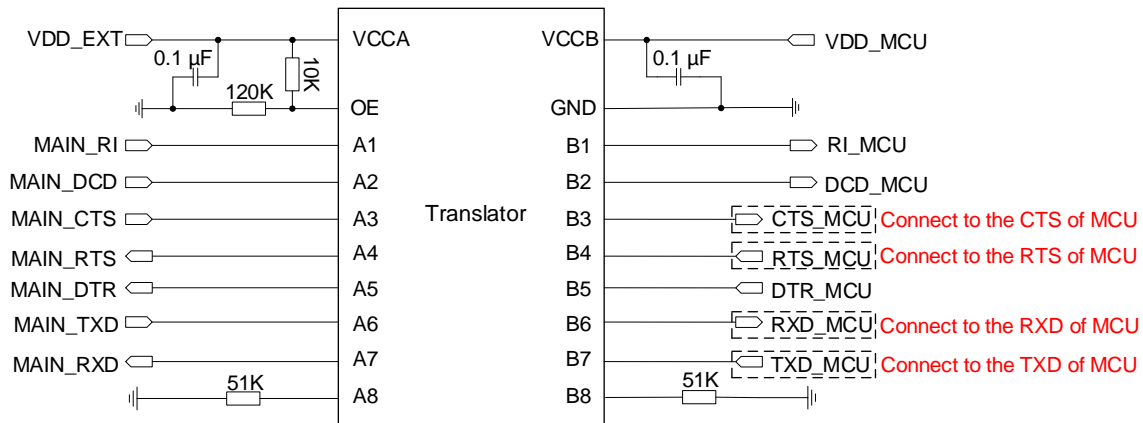 VDD_EXT VCCA VCCB VDD_MCU
0.1 µF 10K 0.1 µF
120K OE GND
MAIN_RI A1 B1 RI_MCU
MAIN_DCD A2 B2 DCD_MCU
MAIN_CTS A3 Translator B3 CTS_MCU Connect to the CTS of MCU
MAIN_RTS A4 B4 RTS_MCU Connect to the RTS of MCU
MAIN_DTR A5 B5 DTR_MCU
MAIN_TXD A6 B6 RXD_MCU Connect to the RXD of MCU
MAIN_RXD A7 B7 TXD_MCU Connect to the TXD of MCU
51K A8 B8 51K